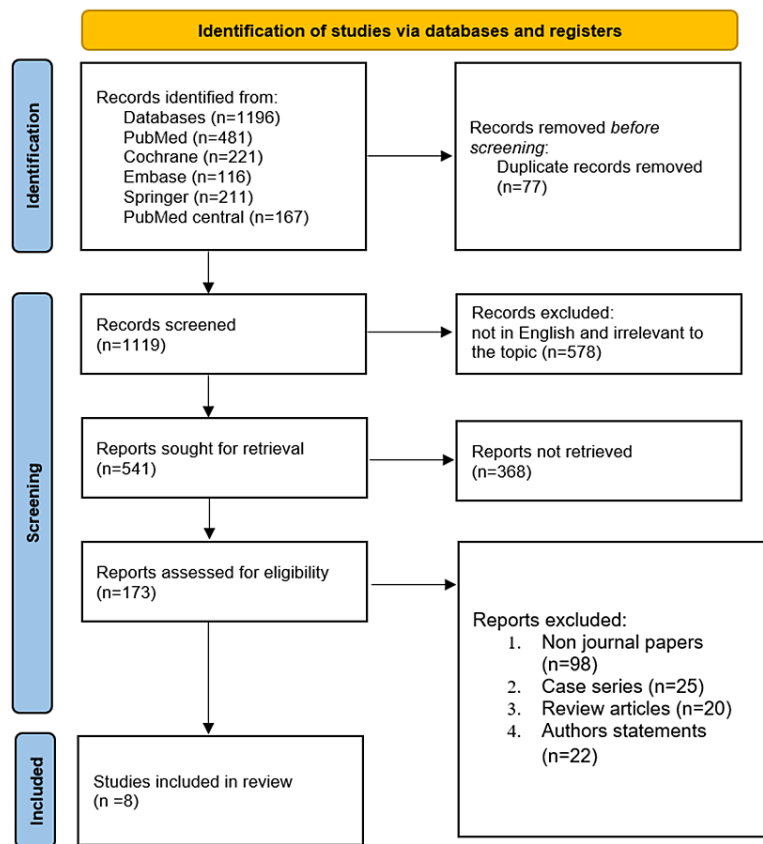 Identification of studies via databases and registers
Identification
Records identified from:
Databases (n=1196)
PubMed (n=481)
Cochrane (n=221)
Embase (n=116)
Springer (n=211)
PubMed central (n=167)
Records removed before
screening:
Duplicate records removed
(n=77)
Screening
Records screened
(n=1119)
Records excluded:
not in English and irrelevant to
the topic (n=578)
Reports sought for retrieval
(n=541)
Reports not retrieved
(n=368)
Reports assessed for eligibility
(n=173)
Reports excluded:
1. Non journal papers
(n=98)
2. Case series (n=25)
3. Review articles (n=20)
4. Authors statements
(n=22)
Included
Studies included in review
(n =8)